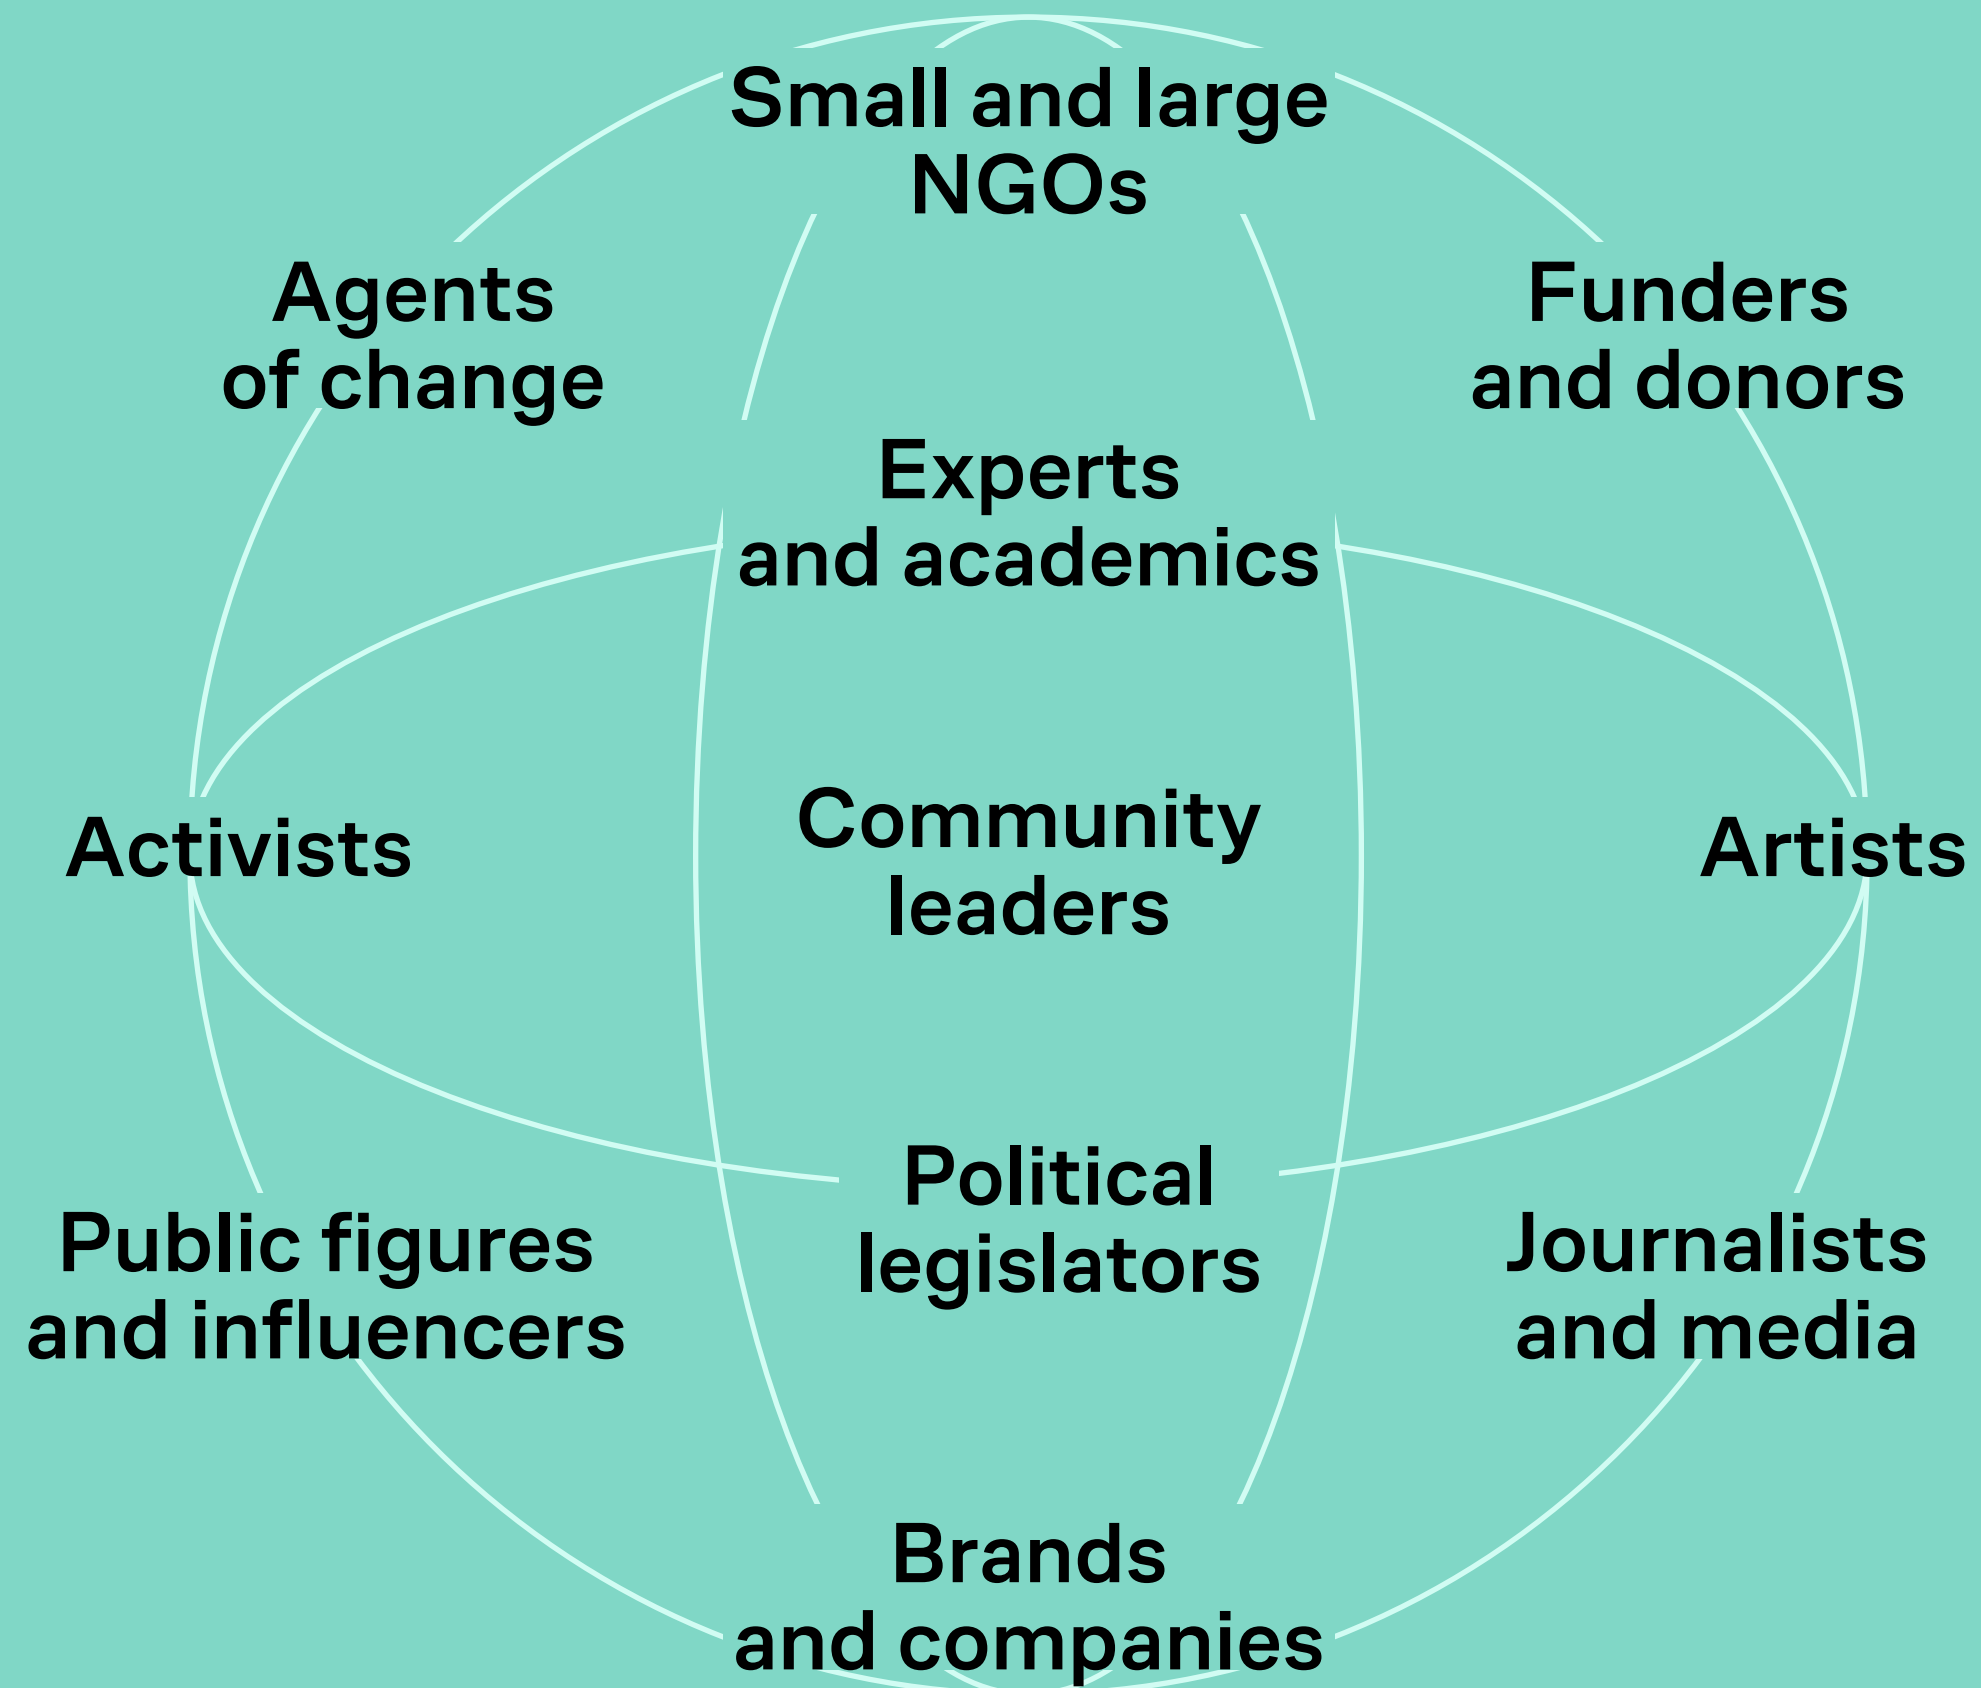 Small and large
NGOs
Agents
of change
Funders
and donors
Experts
and academics
Activists
Community
leaders
Artists
Political
legislators
Public figures
and influencers
Journalists
and media
Brands
and companies